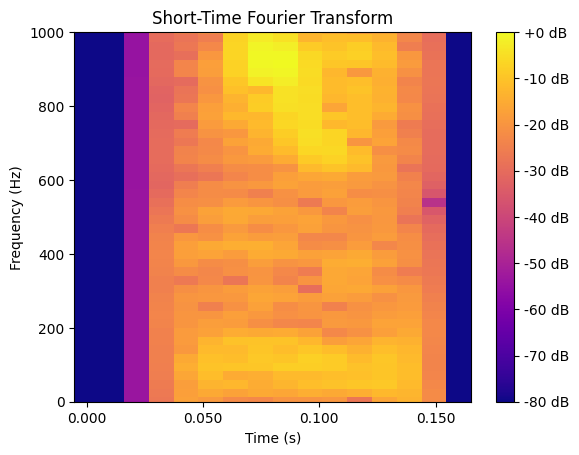 Short-Time Fourier Transform
1000
800
600
400
200
0
Frequency (Hz)
0.000
0.050
0.100
0.150
Time (s)
+0 dB
-10 dB
-20 dB
-30 dB
-40 dB
-50 dB
-60 dB
-70 dB
-80 dB